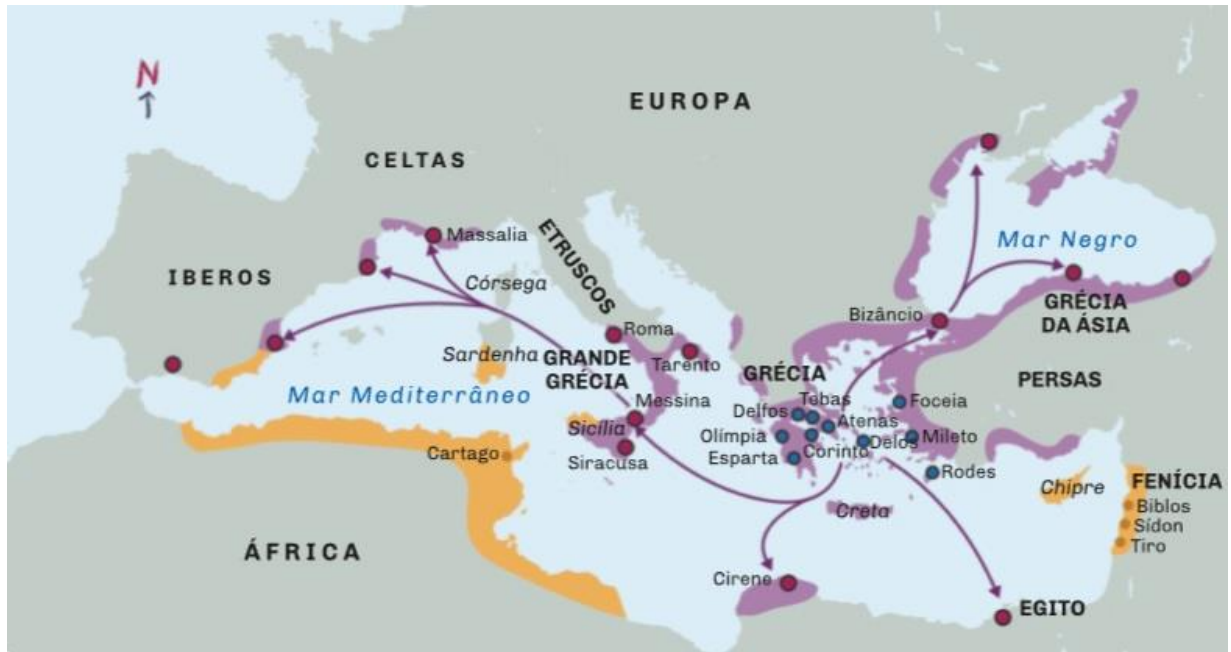 N
EUROPA
CELTAS
Massalia
ETRUSCOS
Mar Negro
IBEROS
Córsega
GRÉCIA
DA ÁSIA
Bizâncio
Roma
Sardenha
GRANDE
GRÉCIA
Tarento
GRÉCIA
PERSAS
Mar Mediterrâneo
Messina
Tebas
Delfos
Foceia
Atenas
Sicília
Olímpia
Delos
Mileto
Cartago
Siracusa
Esparta
Corinto
Rodes
Chipre
FENÍCIA
Biblos
Sídon
Tiro
Creta
ÁFRICA
Cirene
EGITO